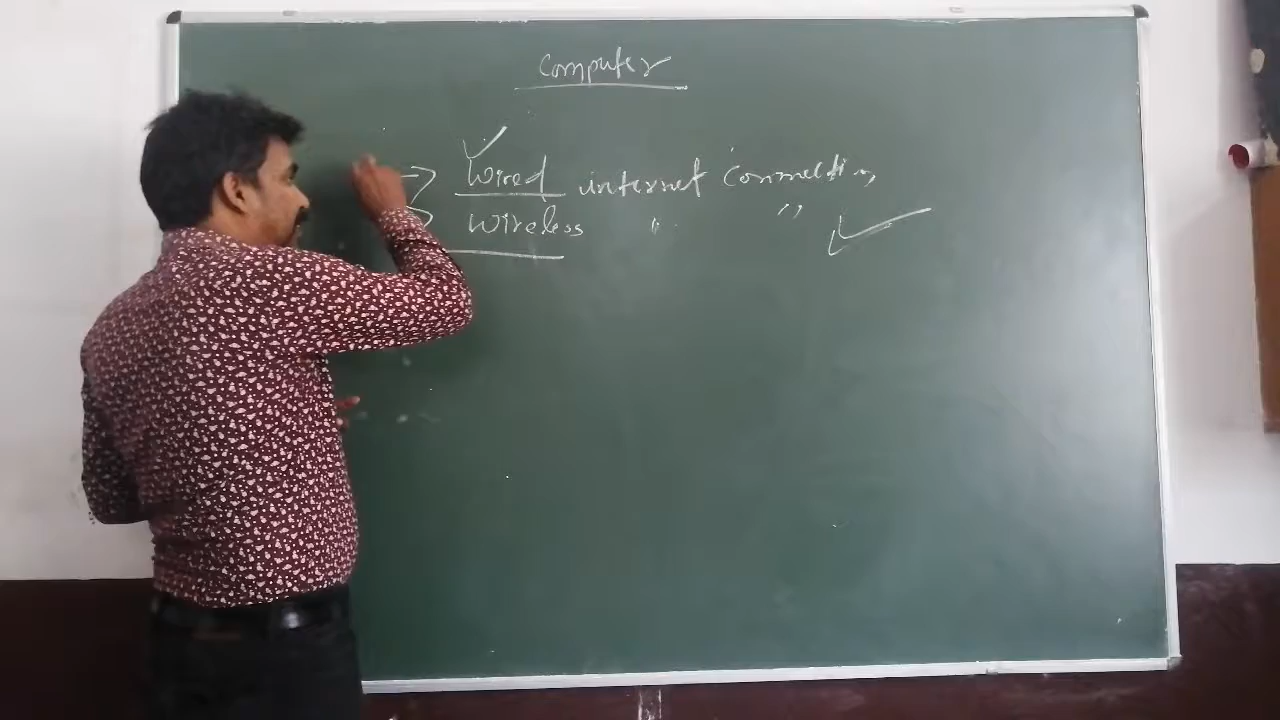 Computer
Wired internet connection,
Wireless " "